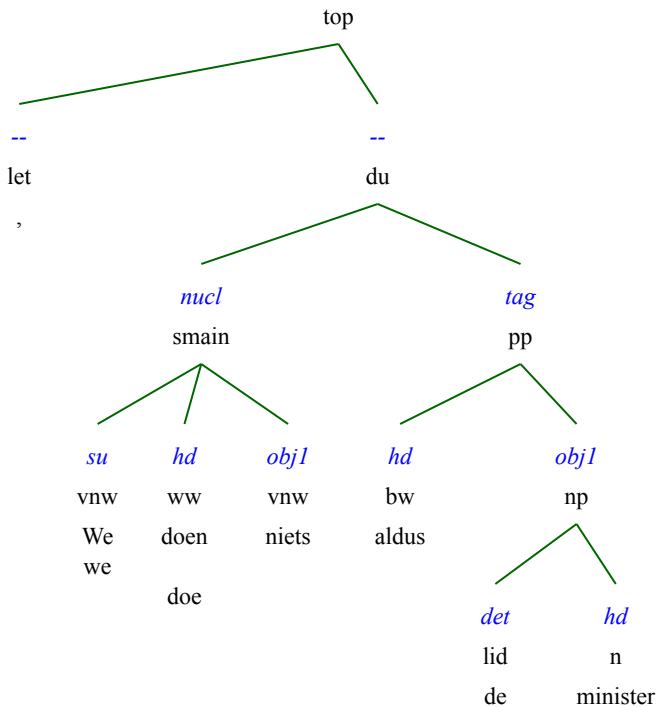 top
-- --
let du
,
nucl tag
smain pp
su hd obj1 hd obj1
vnw ww vnw bw np
We doen niets aldus
we
doe
det hd
lid n
de minister